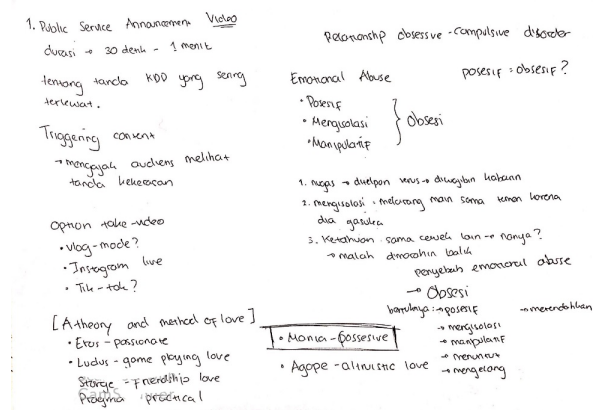 1. Public Service Announcement Video
durasi → 30 detik - 1 menit
tentang tanda KDD yang sering
terlewat.
Triggering content
→ mengajak audiens melihat
tanda kekerasan
Option take-video
• Vlog-mode?
• Instagram live
• Tik-tok?
[A theory and method of love]
• Eros - passionate
• Ludus - game playing love
Storge = Friendship love
Pragma practical
Relationship obsessive-compulsive disorder
posesif = obsesif?
Emotional Abuse
• Posesif
• Mengisolasi
• Manipulatif
} Obsesi
1. nugas → ditelpon terus → diwajibin kabarin
2. mengisolasi = melarang main sama temen karena
dia gasuka
3. Ketahuan sama cewek lain → nanya?
→ malah dimarahin balik
penyebab emotional abuse
→ Obsesi
bentuknya: → posesif → merendahkan
→ mengisolasi
→ manipulatif
→ menuntut
→ mengekang
• Mania - possesive
• Agape - altruistic love